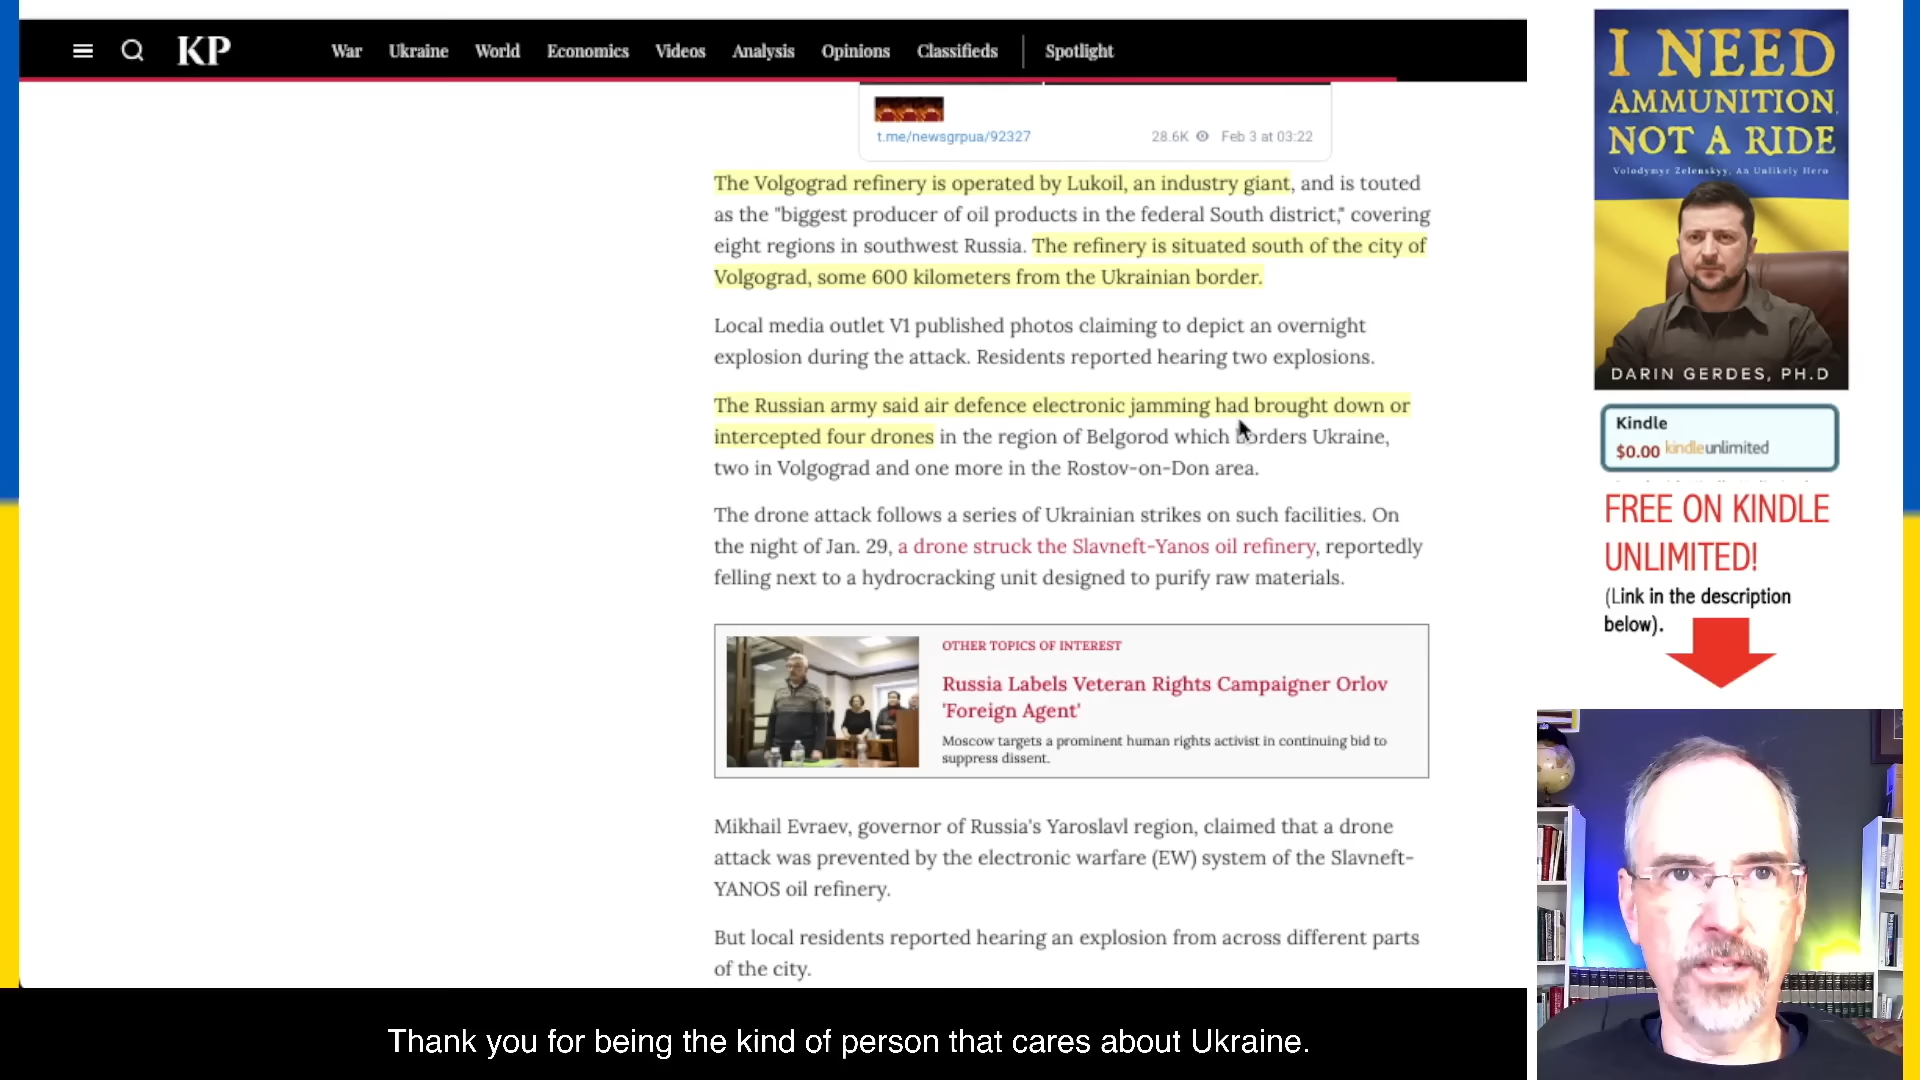 KP
War Ukraine World Economics Videos Analysis Opinions Classifieds Spotlight
t.me/newsgrpua/92327 28.6K Feb 3 at 03:22
The Volgograd refinery is operated by Lukoil, an industry giant, and is touted
as the "biggest producer of oil products in the federal South district," covering
eight regions in southwest Russia. The refinery is situated south of the city of
Volgograd, some 600 kilometers from the Ukrainian border.
Local media outlet V1 published photos claiming to depict an overnight
explosion during the attack. Residents reported hearing two explosions.
The Russian army said air defence electronic jamming had brought down or
intercepted four drones in the region of Belgorod which borders Ukraine,
two in Volgograd and one more in the Rostov-on-Don area.
The drone attack follows a series of Ukrainian strikes on such facilities. On
the night of Jan. 29, a drone struck the Slavneft-Yanos oil refinery, reportedly
felling next to a hydrocracking unit designed to purify raw materials.
OTHER TOPICS OF INTEREST
Russia Labels Veteran Rights Campaigner Orlov
'Foreign Agent'
Moscow targets a prominent human rights activist in continuing bid to
suppress dissent.
Mikhail Evraev, governor of Russia's Yaroslavl region, claimed that a drone
attack was prevented by the electronic warfare (EW) system of the Slavneft-
YANOS oil refinery.
But local residents reported hearing an explosion from across different parts
of the city.
Thank you for being the kind of person that cares about Ukraine.
I NEED
AMMUNITION,
NOT A RIDE
Volodymyr Zelenskyy, An Unlikely Hero
DARIN GERDES, PH.D
Kindle
$0.00 kindleunlimited
FREE ON KINDLE
UNLIMITED!
(Link in the description
below).